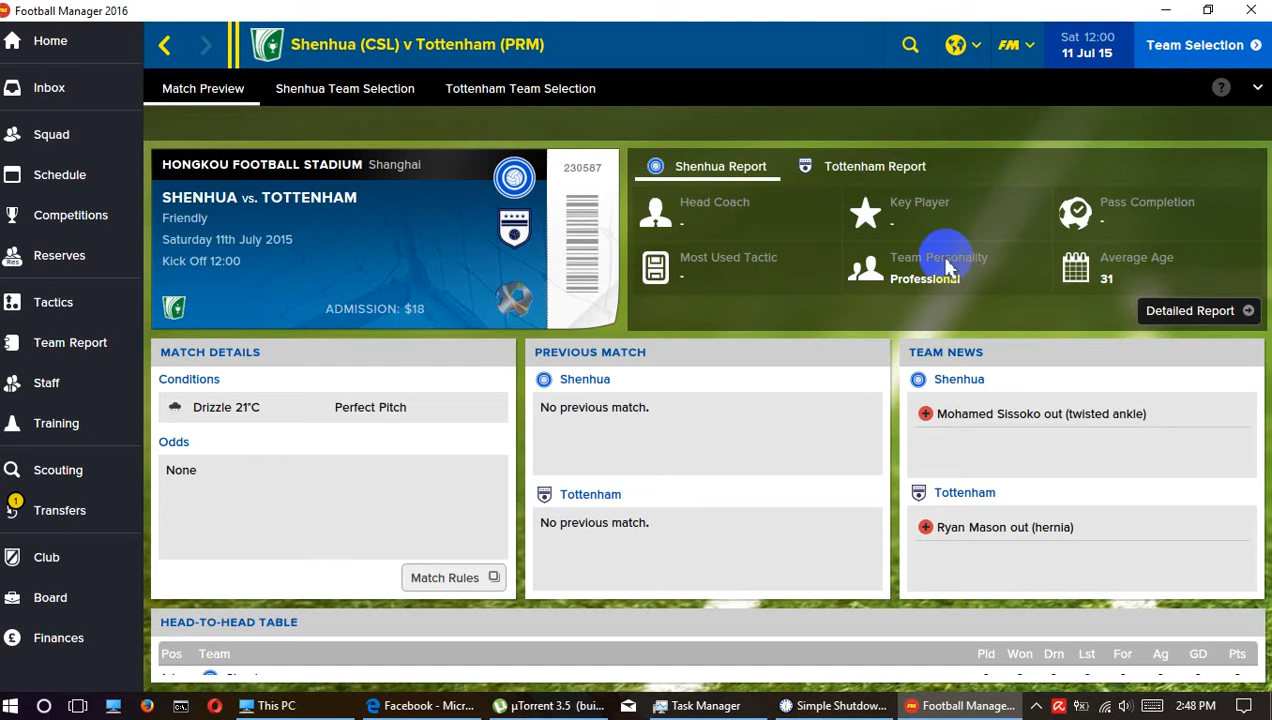 Football Manager 2016
Home
Inbox
Squad
Schedule
Competitions
Res
Reserves
Tactics
Team Report
Staff
Training
Scouting
1
Transfers
Club
Board
£
Finances
Shenhua (CSL) v Tottenham (PRM)
FM
Sat 12:00
11 Jul 15
Team Selection
Match Preview
Shenhua Team Selection
Tottenham Team Selection
?
HONGKOU FOOTBALL STADIUM Shanghai
SHENHUA vs. TOTTENHAM
Friendly
Saturday 11th July 2015
Kick Off 12:00
ADMISSION: $18
230587
Shenhua Report
Tottenham Report
Head Coach
-
Key Player
-
Pass Completion
-
Most Used Tactic
-
Team Personality
Professional
Average Age
31
Detailed Report
MATCH DETAILS
Conditions
Drizzle 21°C Perfect Pitch
Odds
None
Match Rules
PREVIOUS MATCH
Shenhua
No previous match.
Tottenham
No previous match.
TEAM NEWS
Shenhua
Mohamed Sissoko out (twisted ankle)
Tottenham
Ryan Mason out (hernia)
HEAD-TO-HEAD TABLE
Pos Team Pld Won Drn Lst For Ag GD Pts
This PC
Facebook - Micr...
µTorrent 3.5 (bui...
Task Manager
Simple Shutdow...
Football Manage...
2:48 PM